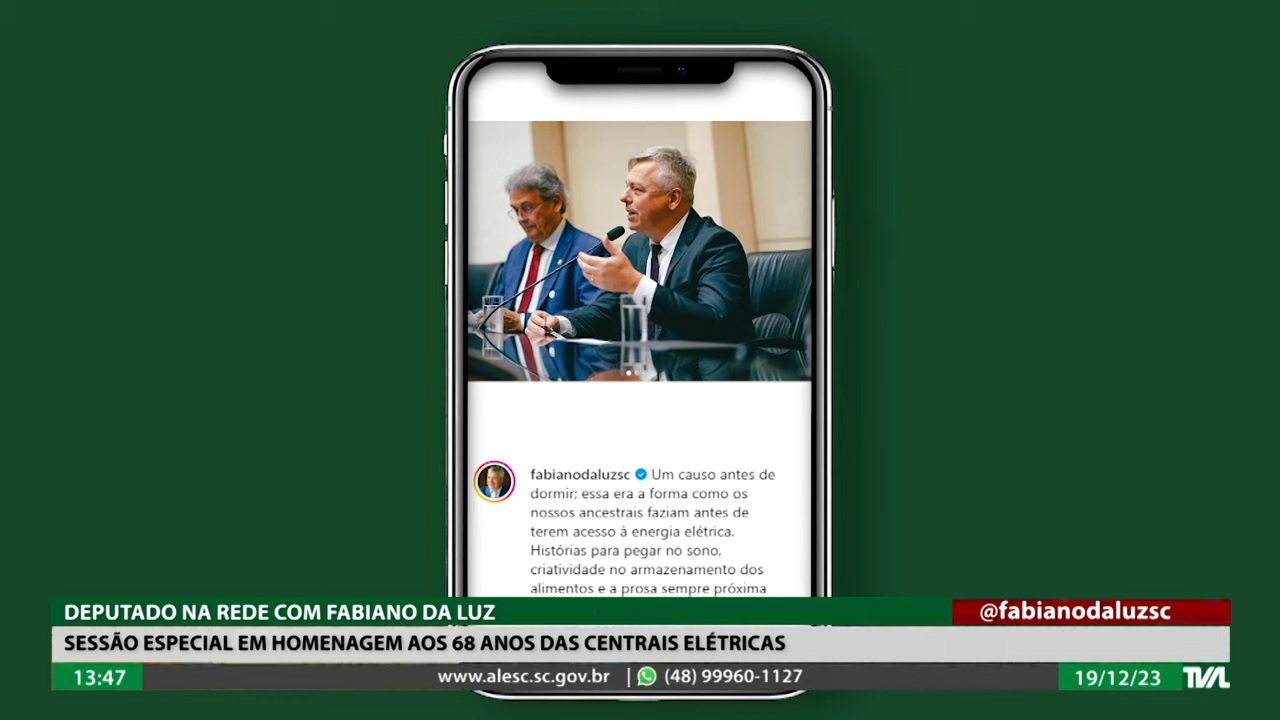 fabianodaluzsc Um causo antes de
dormir; essa era a forma como os
nossos ancestrais faziam antes de
terem acesso à energia elétrica.
Histórias para pegar no sono,
criatividade no armazenamento dos
alimentos e a prosa sempre próxima
DEPUTADO NA REDE COM FABIANO DA LUZ
@fabianodaluzsc
SESSÃO ESPECIAL EM HOMENAGEM AOS 68 ANOS DAS CENTRAIS ELÉTRICAS
13:47
www.alesc.sc.gov.br | (48) 99960-1127
19/12/23
TVAL